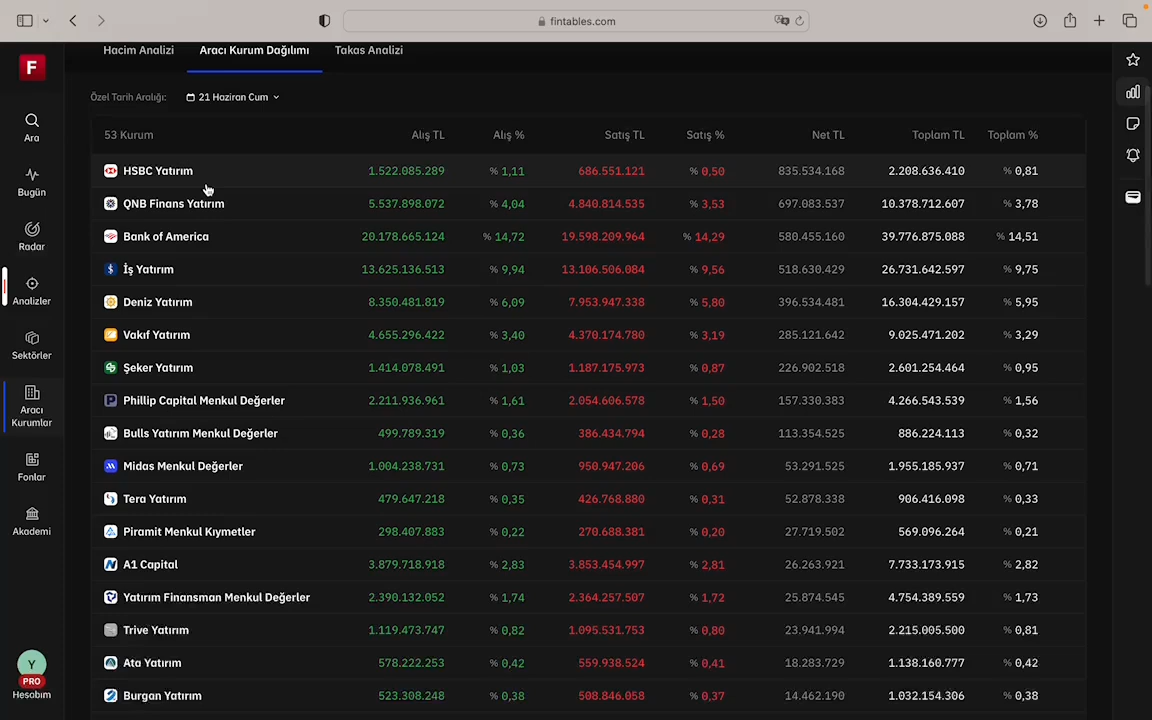 fintables.com
Hacim Analizi Aracı Kurum Dağılımı Takas Analizi
F
Özel Tarih Aralığı: 21 Haziran Cum
Ara
Bugün
Radar
Analizler
Sektörler
Aracı
Kurumlar
Fonlar
Akademi
Y
PRO
Hesabım
53 Kurum Alış TL Alış % Satış TL Satış % Net TL Toplam TL Toplam %
HSBC Yatırım 1.522.085.289 % 1,11 686.551.121 % 0,50 835.534.168 2.208.636.410 % 0,81
QNB Finans Yatırım 5.537.898.072 % 4,04 4.840.814.535 % 3,53 697.083.537 10.378.712.607 % 3,78
Bank of America 20.178.665.124 % 14,72 19.598.209.964 % 14,29 580.455.160 39.776.875.088 % 14,51
İş Yatırım 13.625.136.513 % 9,94 13.106.506.084 % 9,56 518.630.429 26.731.642.597 % 9,75
Deniz Yatırım 8.350.481.819 % 6,09 7.953.947.338 % 5,80 396.534.481 16.304.429.157 % 5,95
Vakıf Yatırım 4.655.296.422 % 3,40 4.370.174.780 % 3,19 285.121.642 9.025.471.202 % 3,29
Şeker Yatırım 1.414.078.491 % 1,03 1.187.175.973 % 0,87 226.902.518 2.601.254.464 % 0,95
Phillip Capital Menkul Değerler 2.211.936.961 % 1,61 2.054.606.578 % 1,50 157.330.383 4.266.543.539 % 1,56
Bulls Yatırım Menkul Değerler 499.789.319 % 0,36 386.434.794 % 0,28 113.354.525 886.224.113 % 0,32
Midas Menkul Değerler 1.004.238.731 % 0,73 950.947.206 % 0,69 53.291.525 1.955.185.937 % 0,71
Tera Yatırım 479.647.218 % 0,35 426.768.880 % 0,31 52.878.338 906.416.098 % 0,33
Piramit Menkul Kıymetler 298.407.883 % 0,22 270.688.381 % 0,20 27.719.502 569.096.264 % 0,21
A1 Capital 3.879.718.918 % 2,83 3.853.454.997 % 2,81 26.263.921 7.733.173.915 % 2,82
Yatırım Finansman Menkul Değerler 2.390.132.052 % 1,74 2.364.257.507 % 1,72 25.874.545 4.754.389.559 % 1,73
Trive Yatırım 1.119.473.747 % 0,82 1.095.531.753 % 0,80 23.941.994 2.215.005.500 % 0,81
Ata Yatırım 578.222.253 % 0,42 559.938.524 % 0,41 18.283.729 1.138.160.777 % 0,42
Burgan Yatırım 523.308.248 % 0,38 508.846.058 % 0,37 14.462.190 1.032.154.306 % 0,38